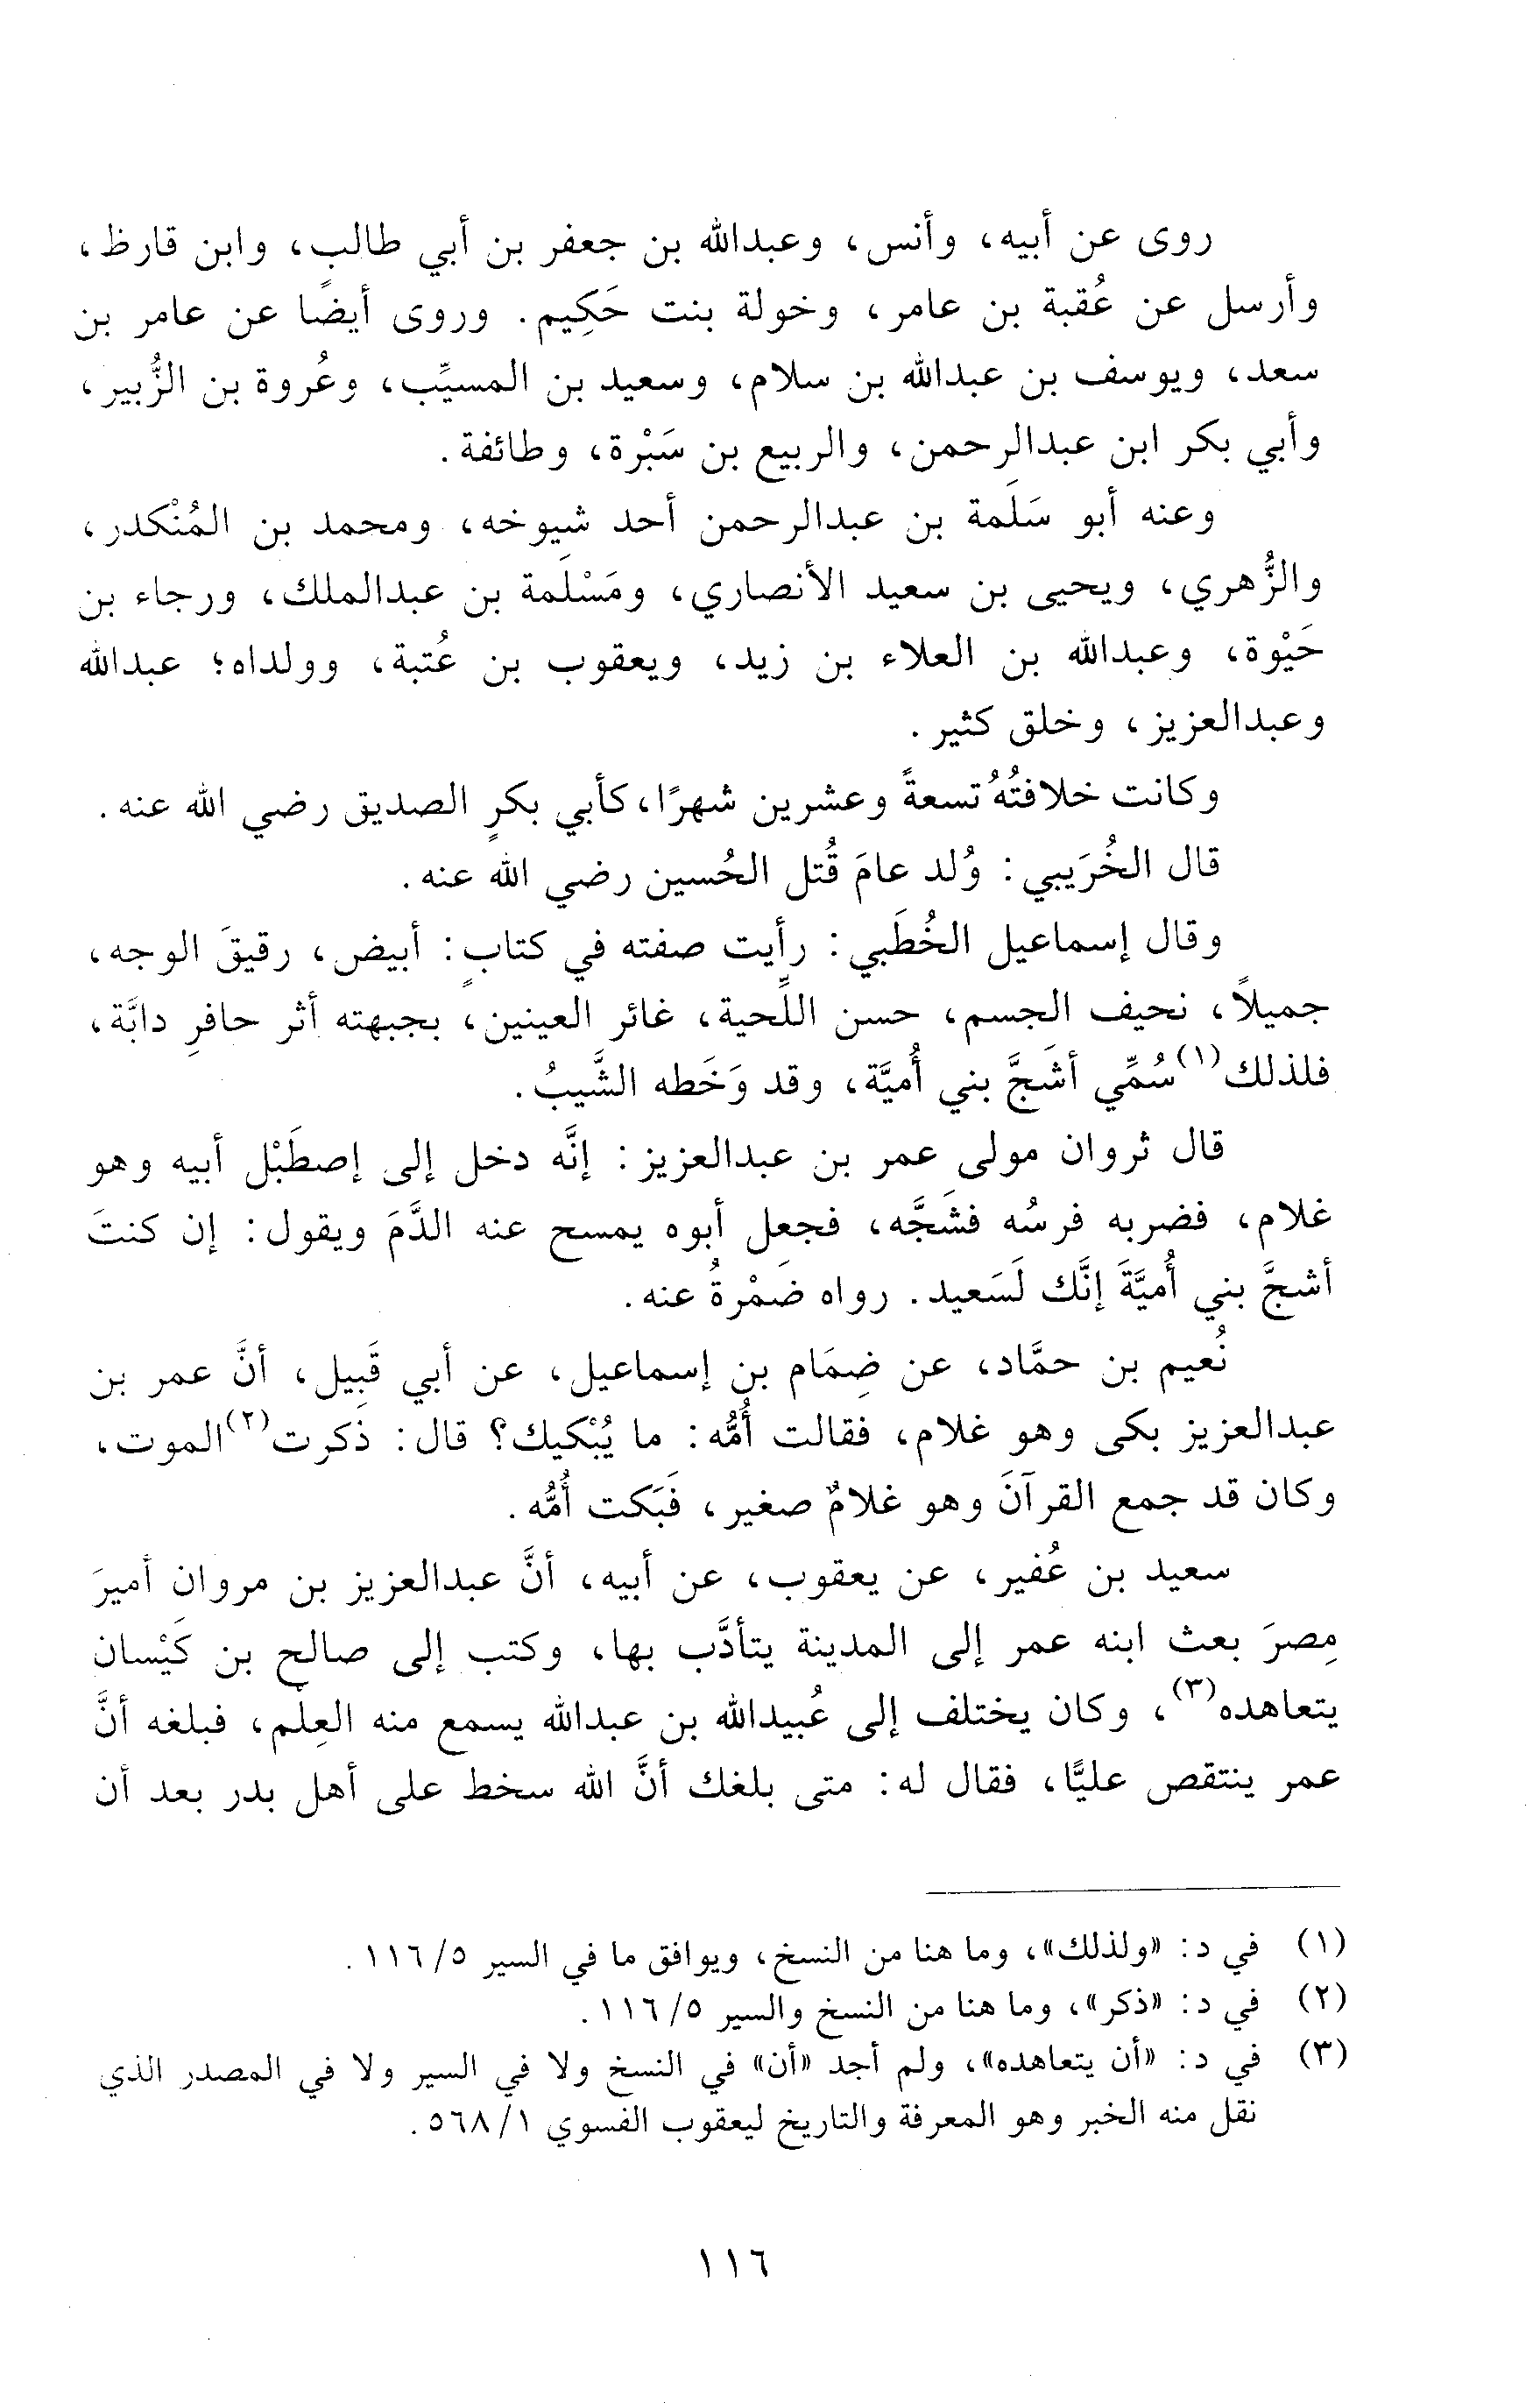 روى عن أبيه، وأنس، وعبدالله بن جعفر بن أبي طالب، وابن قارظ،
وأرسل عن عُقبة بن عامر، وخولة بنت حَكِيم. وروى أيضًا عن عامر بن
سعد، ويوسف بن عبدالله بن سلام، وسعيد بن المسيِّب، وعُروة بن الزُّبير،
وأبي بكر ابن عبدالرحمن، والربيع بن سَبْرة، وطائفة.
وعنه أبو سَلَمة بن عبدالرحمن أحد شيوخه، ومحمد بن المُنْكدر،
والزُّهري، ويحيى بن سعيد الأنصاري، ومَسْلَمة بن عبدالملك، ورجاء بن
حَيْوة، وعبدالله بن العلاء بن زيد، ويعقوب بن عُتبة، وولداه؛ عبدالله
وعبدالعزيز، وخلق كثير.
وكانت خلافتُهُ تسعةً وعشرين شهرًا، كأبي بكرٍ الصديق رضي الله عنه.
قال الخُرَيبي: وُلد عامَ قُتل الحُسين رضي الله عنه.
وقال إسماعيل الخُطَبي: رأيت صفته في كتابٍ: أبيض، رقيقَ الوجه،
جميلاً، نحيف الجسم، حسن اللِّحية، غائر العينين، بجبهته أثر حافرِ دابَّة،
فلذلك(١) سُمِّي أشَجَّ بني أُميَّة، وقد وَخَطه الشَّيبُ.
قال ثروان مولى عمر بن عبدالعزيز: إنَّه دخل إلى إصطَبْل أبيه وهو
غلام، فضربه فرسُه فشَجَّه، فجعل أبوه يمسح عنه الدَّمَ ويقول: إن كنتَ
أشجَّ بني أُميَّةَ إنَّك لَسَعيد. رواه ضَمْرةُ عنه.
نُعيم بن حمَّاد، عن ضِمَام بن إسماعيل، عن أبي قَبِيل، أنَّ عمر بن
عبدالعزيز بكى وهو غلام، فقالت أُمُّه: ما يُبْكيك؟ قال: ذكرت(٢) الموت،
وكان قد جمع القرآنَ وهو غلامٌ صغير، فَبَكت أُمُّه.
سعيد بن عُفير، عن يعقوب، عن أبيه، أنَّ عبدالعزيز بن مروان أميرَ
مِصرَ بعث ابنه عمر إلى المدينة يتأدَّب بها، وكتب إلى صالح بن كَيْسان
يتعاهده(٣)، وكان يختلف إلى عُبيدالله بن عبدالله يسمع منه العِلْم، فبلغه أنَّ
عمر ينتقص عليًّا، فقال له: متى بلغك أنَّ الله سخط على أهل بدر بعد أن
(١) في د: «ولذلك»، وما هنا من النسخ، ويوافق ما في السير ٥/ ١١٦.
(٢) في د: «ذكر»، وما هنا من النسخ والسير ٥/ ١١٦.
(٣) في د: «أن يتعاهده»، ولم أجد «أن» في النسخ ولا في السير ولا في المصدر الذي
نقل منه الخبر وهو المعرفة والتاريخ ليعقوب الفسوي ١/ ٥٦٨.
١١٦